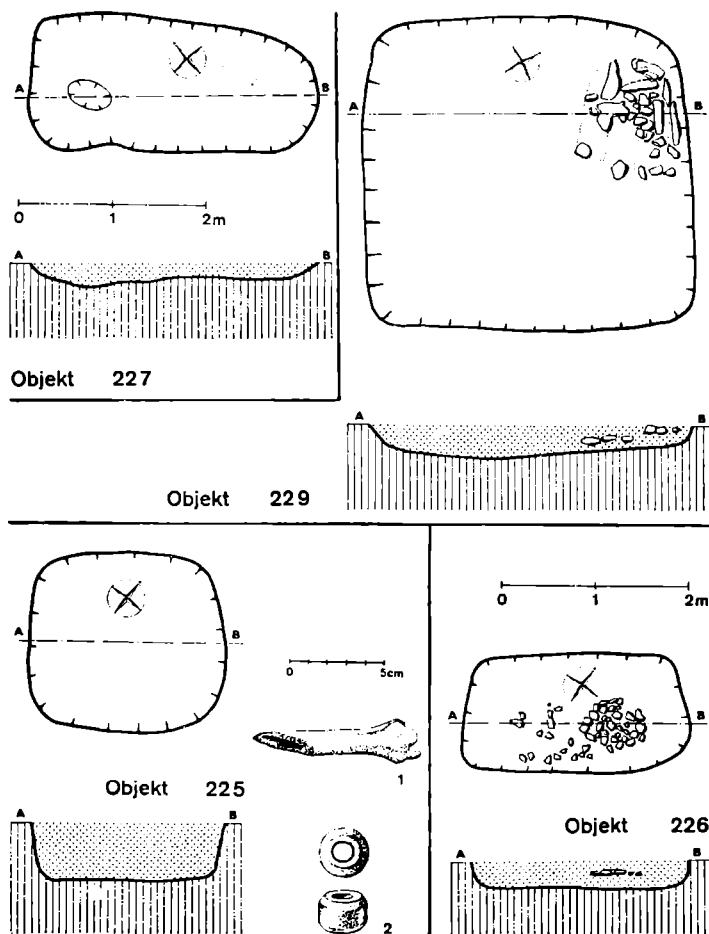 A B
0 1 2m
A B
Objekt 227
A B
A B
Objekt 229
A B
Objekt 225
A B
0 5cm
1
2
0 1 2m
A B
Objekt 226
A B